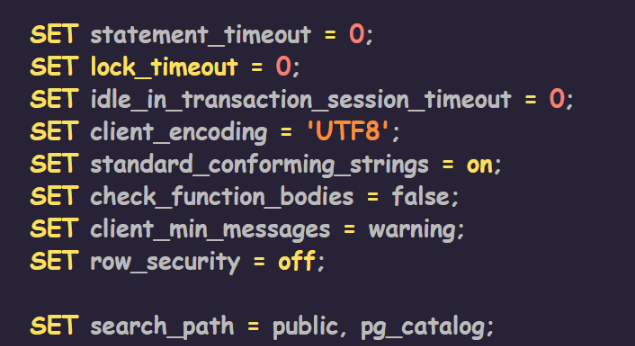 SET statement_timeout = 0;
SET lock_timeout = 0;
SET idle_in_transaction_session_timeout = 0;
SET client_encoding = 'UTF8';
SET standard_conforming_strings = on;
SET check_function_bodies = false;
SET client_min_messages = warning;
SET row_security = off;
SET search_path = public, pg_catalog;